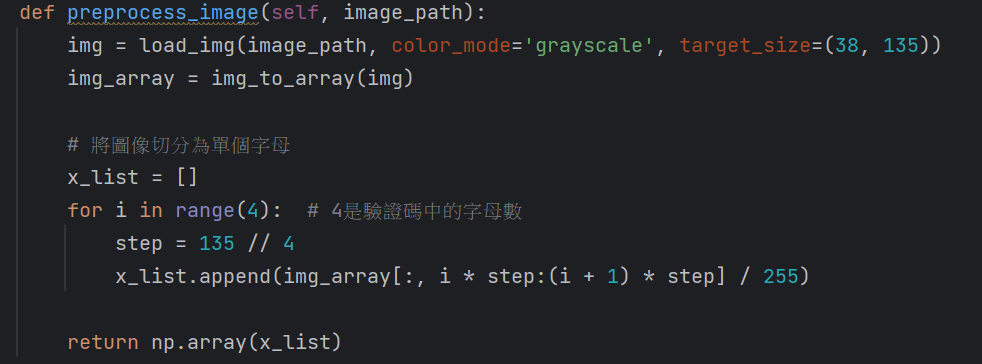 def preprocess_image(self, image_path):
    img = load_img(image_path, color_mode='grayscale', target_size=(38, 135))
    img_array = img_to_array(img)

    # 將圖像切分為單個字母
    x_list = []
    for i in range(4):  # 4是驗證碼中的字母數
        step = 135 // 4
        x_list.append(img_array[:, i * step:(i + 1) * step] / 255)

    return np.array(x_list)